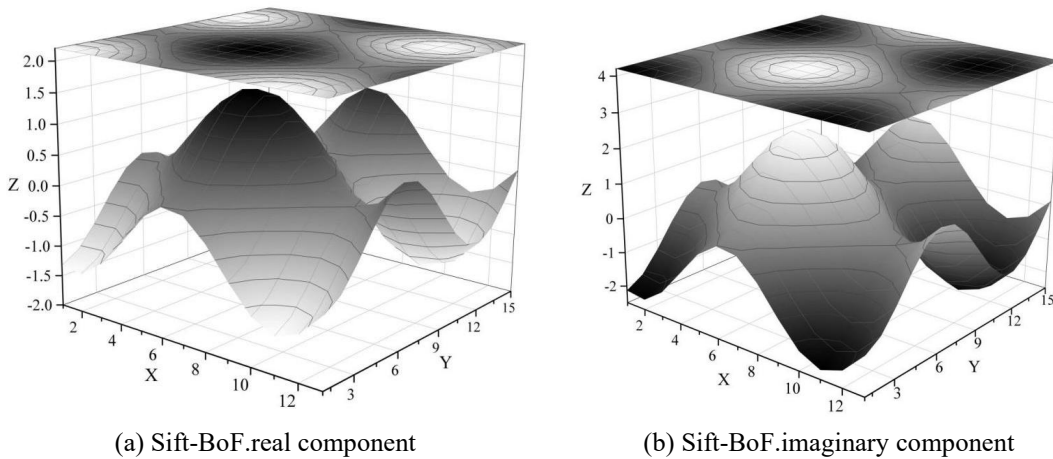 2.0
1.5
1.0
0.5
Z 0.0
-0.5
-1.0
-1.5
-2.0
2 4 6 8 10 12
X
3 6 9 12 15
Y
(a) Sift-BoF.real component
4
3
2
Z 1
0
-1
-2
2 4 6 8 10 12
X
3 6 9 12 15
Y
(b) Sift-BoF.imaginary component